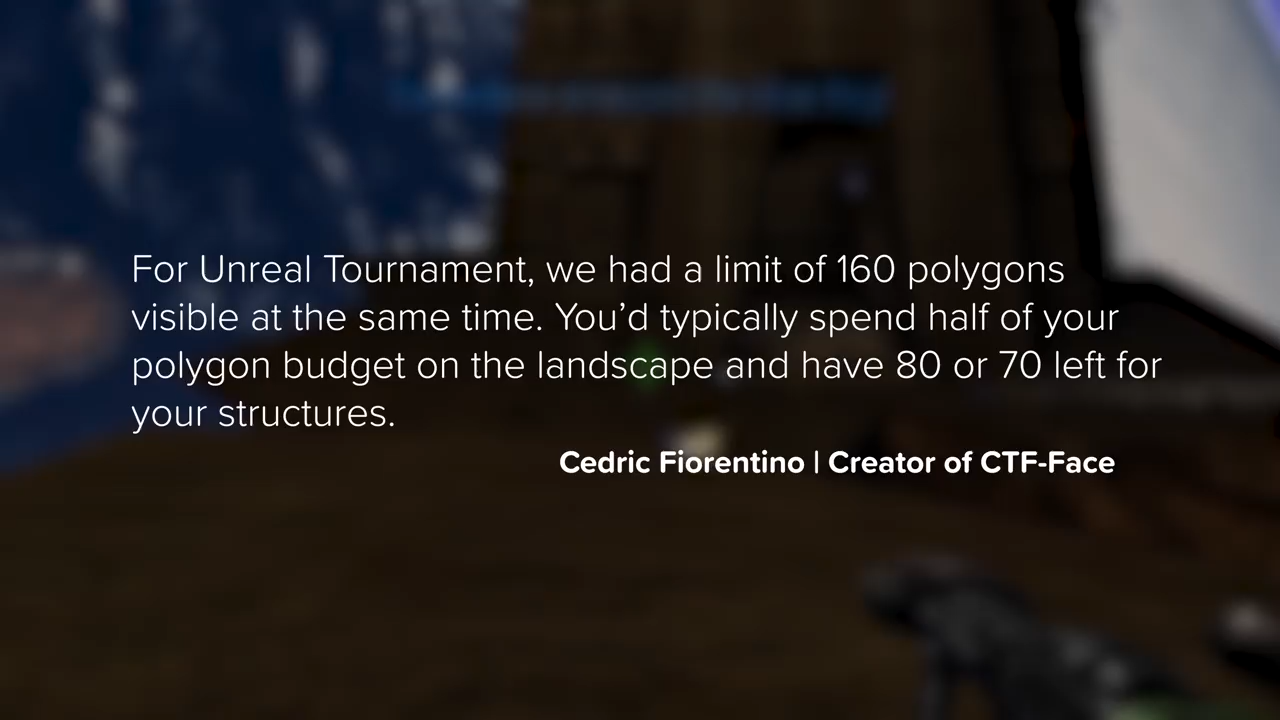 For Unreal Tournament, we had a limit of 160 polygons
visible at the same time. You’d typically spend half of your
polygon budget on the landscape and have 80 or 70 left for
your structures.
Cedric Fiorentino | Creator of CTF-Face